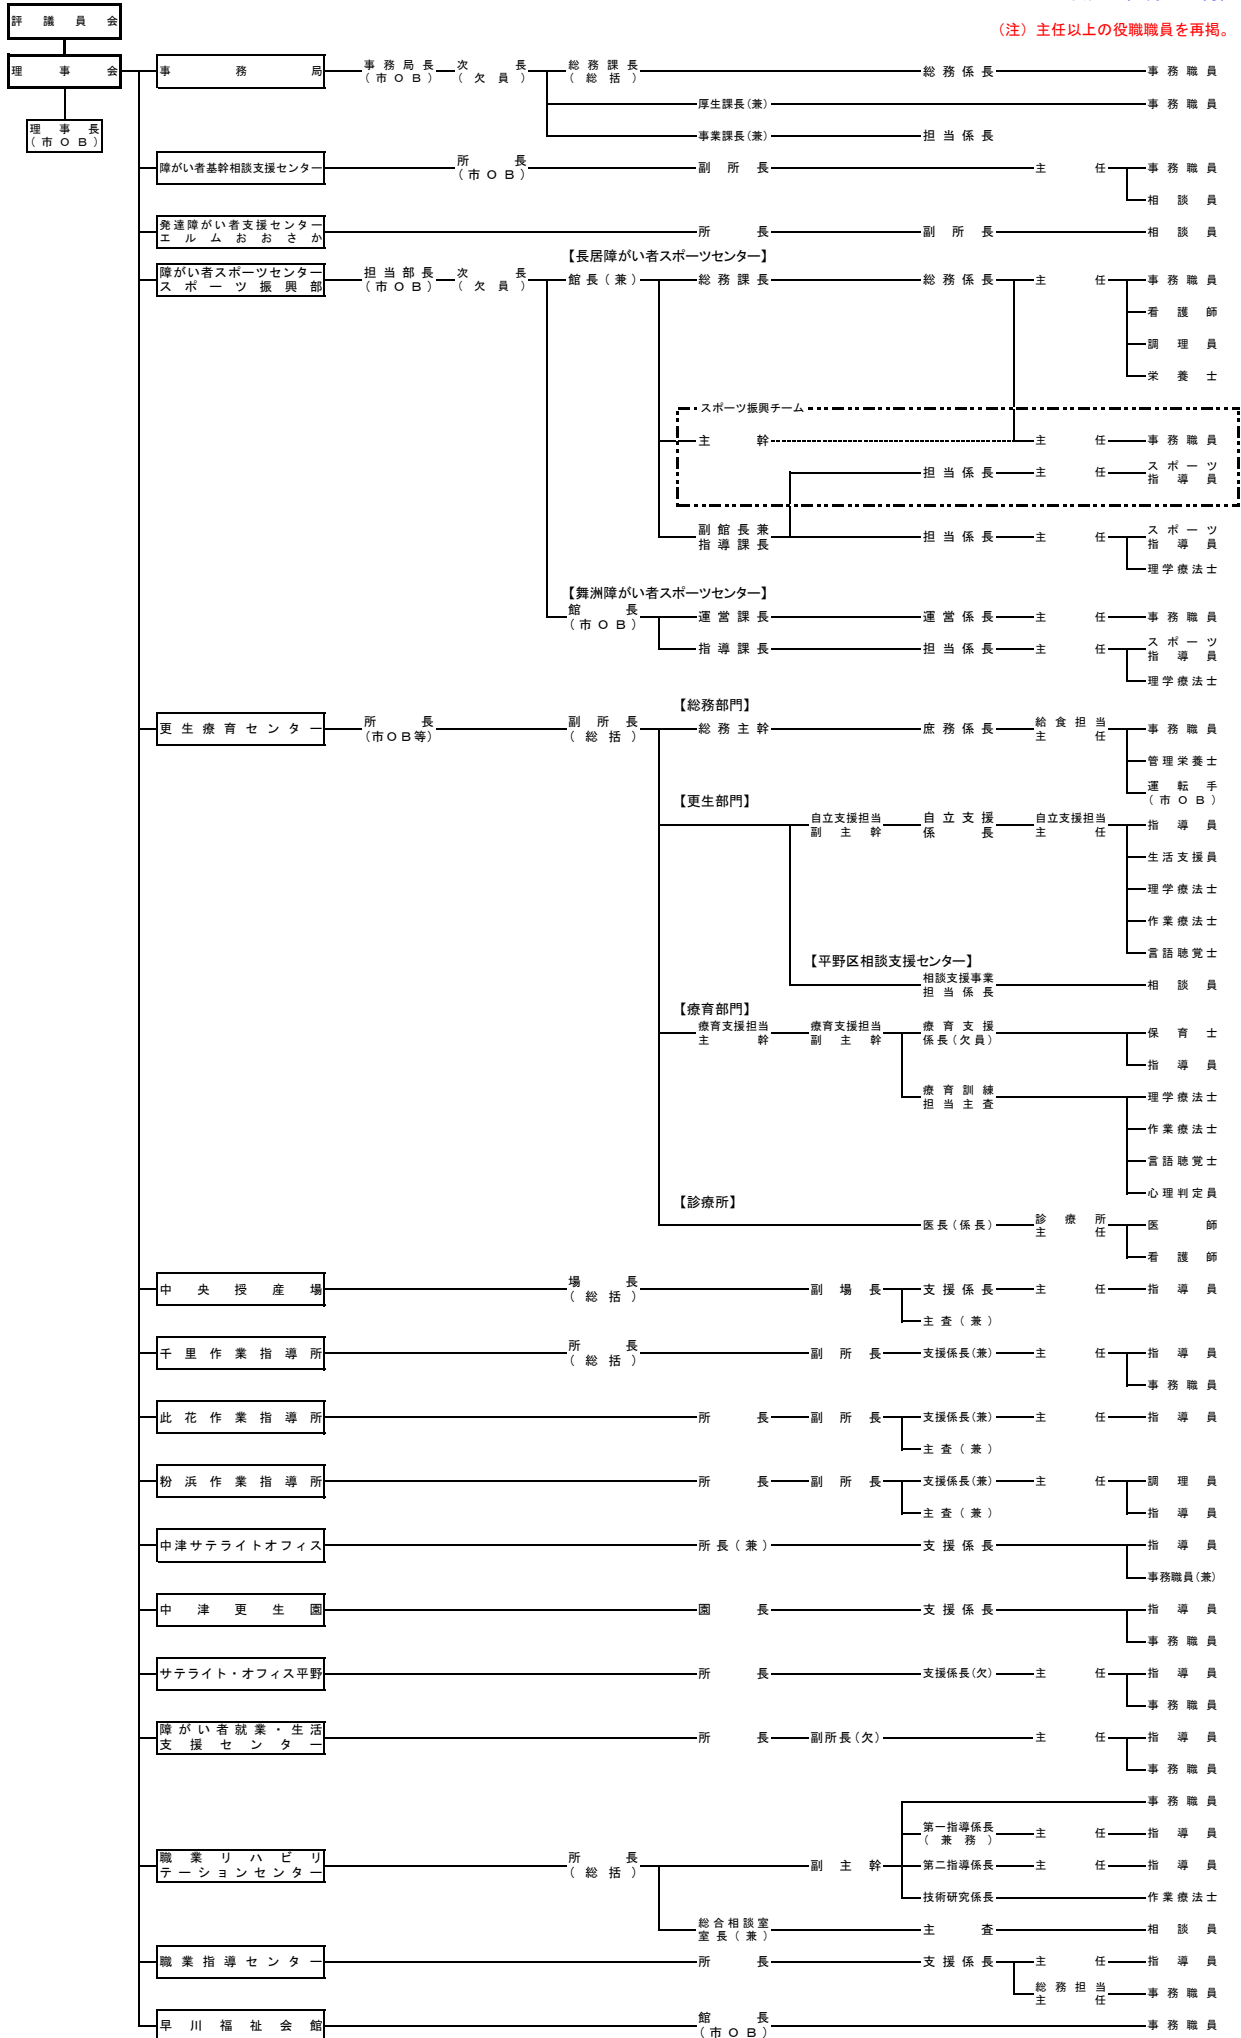 評議員会
（注）主任以上の役職職員を再掲。
理事会
事務局
事務局長
（市ＯＢ）
次長
（欠員）
総務課長
（総括）
総務係長
事務職員
厚生課長（兼）
事務職員
理事長
（市ＯＢ）
事業課長（兼）
担当係長
障がい者基幹相談支援センター
所長
（市ＯＢ）
副所長
主任
事務職員
相談員
発達障がい者支援センター
エルムおおさか
所長
副所長
相談員
【長居障がい者スポーツセンター】
障がい者スポーツセンター
スポーツ振興部
担当部長
（市ＯＢ）
次長
（欠員）
館長（兼）
総務課長
総務係長
主任
事務職員
看護師
調理員
栄養士
スポーツ振興チーム
主幹
主任
事務職員
担当係長
主任
スポーツ
指導員
副館長兼
指導課長
担当係長
主任
スポーツ
指導員
理学療法士
【舞洲障がい者スポーツセンター】
館長
（市ＯＢ）
運営課長
運営係長
主任
事務職員
指導課長
担当係長
主任
スポーツ
指導員
理学療法士
【総務部門】
更生療育センター
所長
（市ＯＢ等）
副所長
（総括）
総務主幹
庶務係長
給食担当
主任
事務職員
管理栄養士
運転手
（市ＯＢ）
【更生部門】
自立支援担当
副主幹
自立支援
係長
自立支援担当
主任
指導員
生活支援員
理学療法士
作業療法士
言語聴覚士
【平野区相談支援センター】
相談支援事業
担当係長
相談員
【療育部門】
療育支援担当
主幹
療育支援担当
副主幹
療育支援
係長（欠員）
保育士
指導員
療育訓練
担当主査
理学療法士
作業療法士
言語聴覚士
心理判定員
【診療所】
医長（係長）
診療所
主任
医師
看護師
中央授産場
場長
（総括）
副場長
支援係長
主任
指導員
主査（兼）
千里作業指導所
所長
（総括）
副所長
支援係長（兼）
主任
指導員
事務職員
此花作業指導所
所長
副所長
支援係長（兼）
主任
指導員
主査（兼）
粉浜作業指導所
所長
副所長
支援係長（兼）
主任
調理員
主査（兼）
指導員
中津サテライトオフィス
所長（兼）
支援係長
指導員
事務職員（兼）
中津更生園
園長
支援係長
指導員
事務職員
サテライト・オフィス平野
所長
支援係長（欠）
主任
指導員
事務職員
障がい者就業・生活
支援センター
所長
副所長（欠）
主任
指導員
事務職員
事務職員
第一指導係長
（兼務）
主任
指導員
職業リハビリ
テーションセンター
所長
（総括）
副主幹
第二指導係長
主任
指導員
技術研究係長
作業療法士
総合相談室
室長（兼）
主査
相談員
職業指導センター
所長
支援係長
主任
指導員
総務担当
主任
事務職員
早川福祉会館
館長
（市ＯＢ）
事務職員